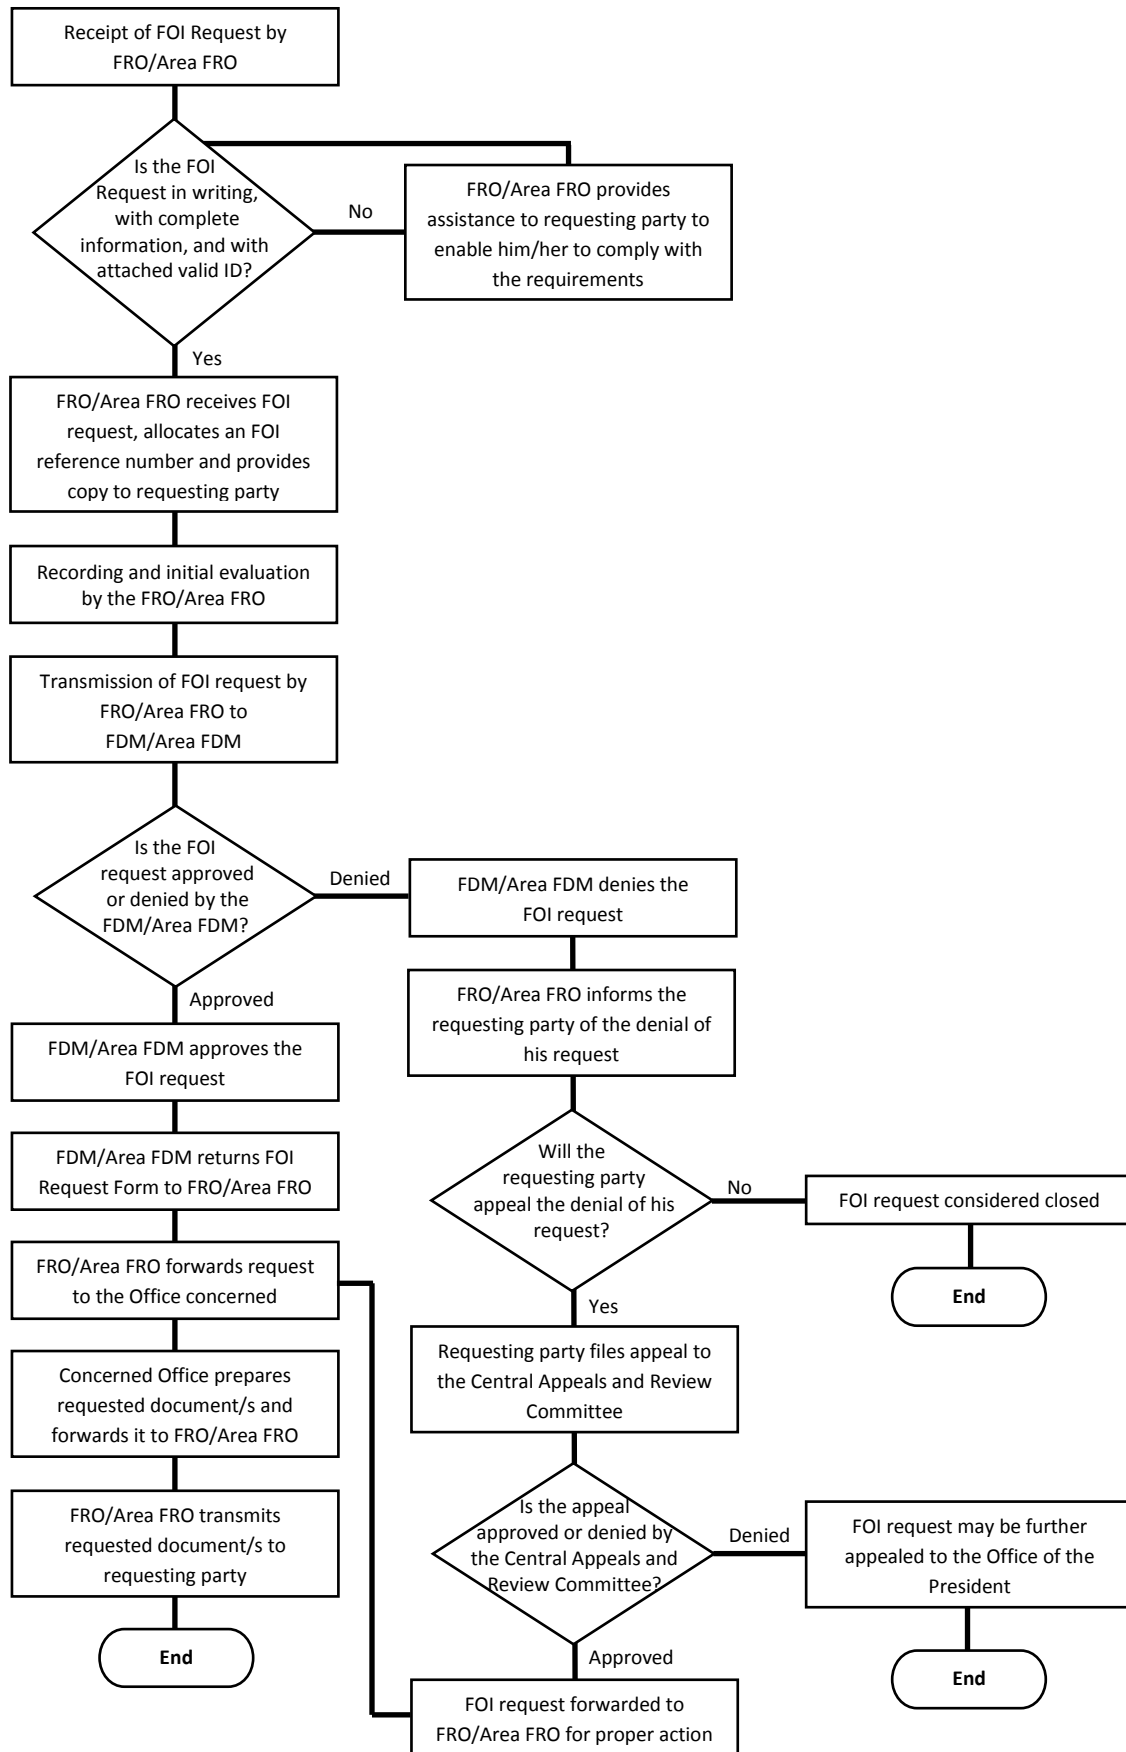 Receipt of FOI Request by
FRO/Area FRO
Is the FOI
Request in writing,
with complete
information, and with
attached valid ID?
No
FRO/Area FRO provides
assistance to requesting party to
enable him/her to comply with
the requirements
Yes
FRO/Area FRO receives FOI
request, allocates an FOI
reference number and provides
copy to requesting party
Recording and initial evaluation
by the FRO/Area FRO
Transmission of FOI request by
FRO/Area FRO to
FDM/Area FDM
Is the FOI
request approved
or denied by the
FDM/Area FDM?
Denied
FDM/Area FDM denies the
FOI request
FRO/Area FRO informs the
requesting party of the denial of
his request
Approved
FDM/Area FDM approves the
FOI request
FDM/Area FDM returns FOI
Request Form to FRO/Area FRO
Will the
requesting party
appeal the denial of his
request?
No
FOI request considered closed
End
FRO/Area FRO forwards request
to the Office concerned
Yes
Requesting party files appeal to
the Central Appeals and Review
Committee
Concerned Office prepares
requested document/s and
forwards it to FRO/Area FRO
FRO/Area FRO transmits
requested document/s to
requesting party
End
Is the appeal
approved or denied by
the Central Appeals and
Review Committee?
Denied
FOI request may be further
appealed to the Office of the
President
End
Approved
FOI request forwarded to
FRO/Area FRO for proper action